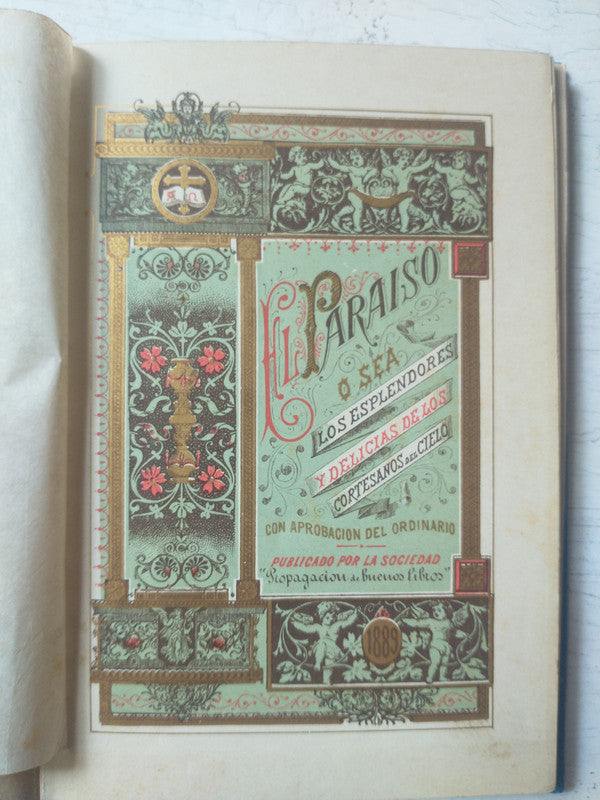 A Ω
EL PARAISO
O SEA
LOS ESPLENDORES
Y DELICIAS DE LOS
CORTESANOS DEL CIELO
CON APROBACION DEL ORDINARIO
PUBLICADO POR LA SOCIEDAD
"Propagacion de buenos libros"
1889